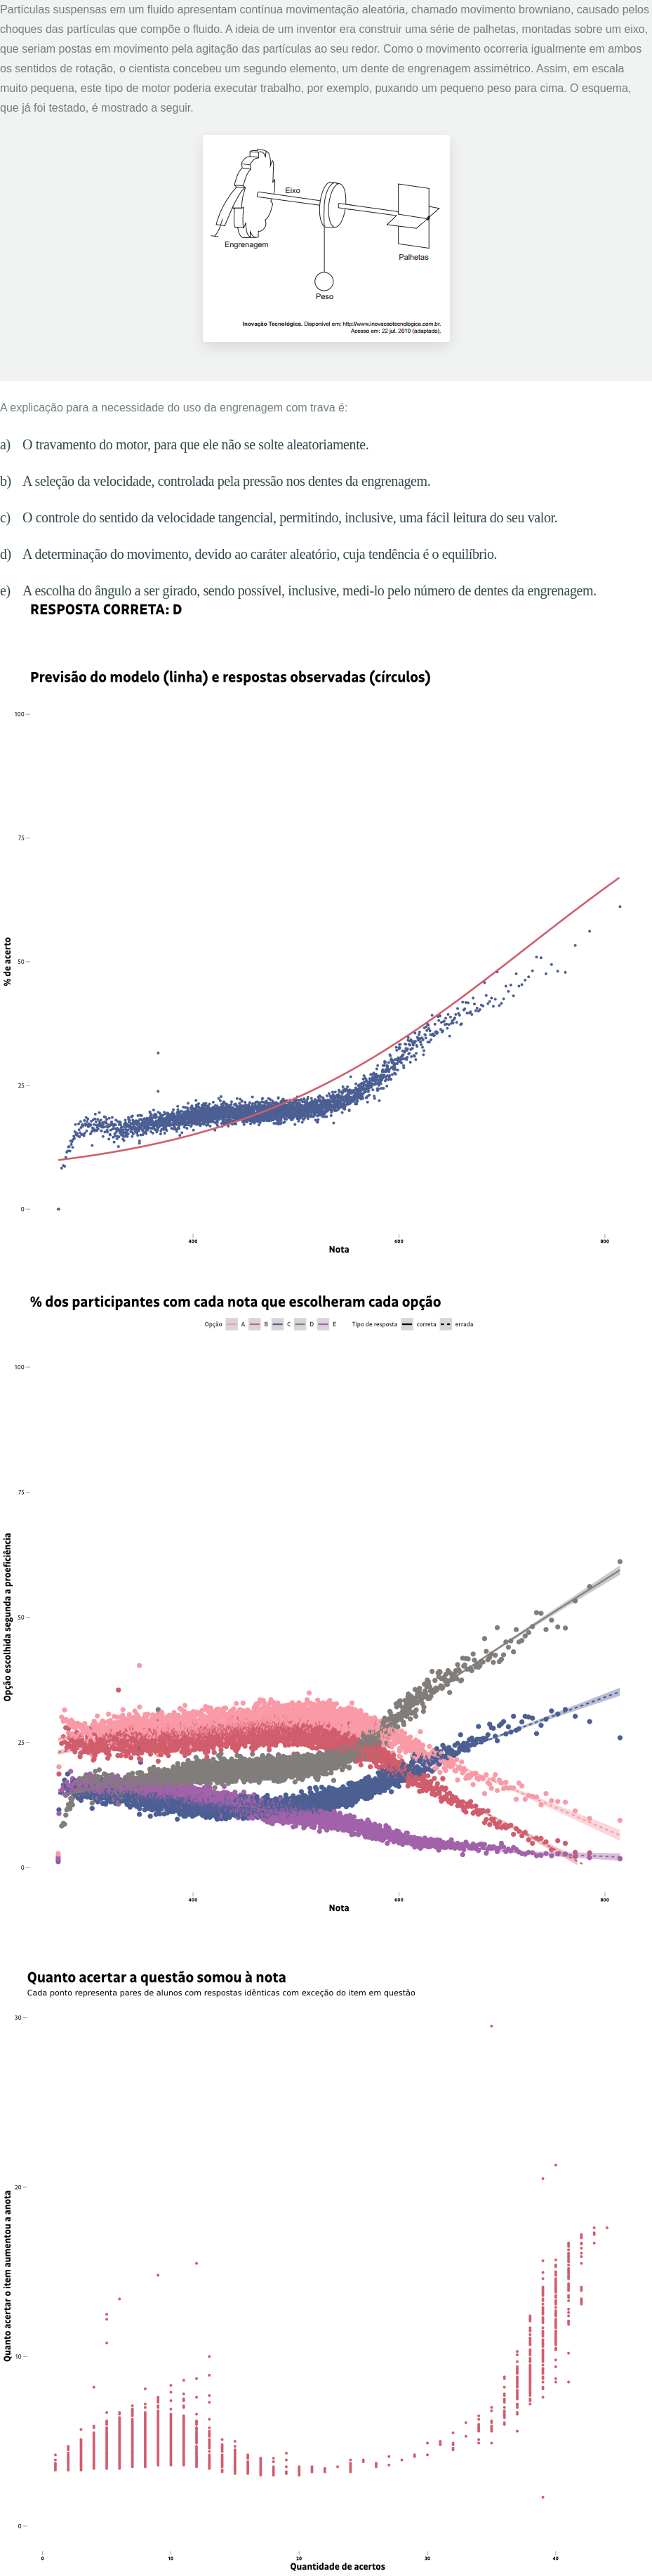 Partículas suspensas em um fluido apresentam contínua movimentação aleatória, chamado movimento browniano, causado pelos
choques das partículas que compõe o fluido. A ideia de um inventor era construir uma série de palhetas, montadas sobre um eixo,
que seriam postas em movimento pela agitação das partículas ao seu redor. Como o movimento ocorreria igualmente em ambos
os sentidos de rotação, o cientista concebeu um segundo elemento, um dente de engrenagem assimétrico. Assim, em escala
muito pequena, este tipo de motor poderia executar trabalho, por exemplo, puxando um pequeno peso para cima. O esquema,
que já foi testado, é mostrado a seguir.
Eixo
Engrenagem
Palhetas
Peso
Inovação Tecnológica. Disponível em: http://www.inovacaotecnologica.com.br.
Acesso em: 22 jul. 2010 (adaptado).
A explicação para a necessidade do uso da engrenagem com trava é:
a) O travamento do motor, para que ele não se solte aleatoriamente.
b) A seleção da velocidade, controlada pela pressão nos dentes da engrenagem.
c) O controle do sentido da velocidade tangencial, permitindo, inclusive, uma fácil leitura do seu valor.
d) A determinação do movimento, devido ao caráter aleatório, cuja tendência é o equilíbrio.
e) A escolha do ângulo a ser girado, sendo possível, inclusive, medi-lo pelo número de dentes da engrenagem.
RESPOSTA CORRETA: D
Previsão do modelo (linha) e respostas observadas (círculos)
100
75
50
25
0
% de acerto
400 600 800
Nota
% dos participantes com cada nota que escolheram cada opção
Opção A B C D E Tipo de resposta correta errada
100
75
50
25
0
Opção escolhida segunda a proeficiência
400 600 800
Nota
Quanto acertar a questão somou à nota
Cada ponto representa pares de alunos com respostas idênticas com exceção do item em questão
30
20
10
0
Quanto acertar o item aumentou a anota
0 10 20 30 40
Quantidade de acertos